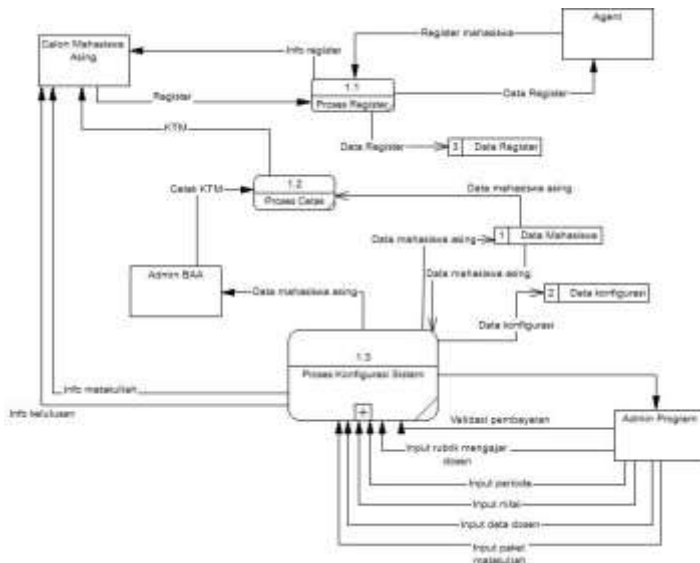 Calon Mahasiswa
Asing
Agent
Info register
Register mahasiswa
1.1
Proses Register
Register
Data Register
KTM
Data Register
3 Data Register
1.2
Proses Cetak
Cetak KTM
Data mahasiswa asing
1 Data Mahasiswa
Data mahasiswa asing
Admin BAA
Data mahasiswa asing
Data mahasiswa asing
2 Data konfigurasi
Data konfigurasi
1.3
Proses Konfigurasi Sistem
Info matakuliah
Info kelulusan
Validasi pembayaran
Admin Program
Input rubrik mengajar
dosen
Input periode
Input nilai
Input data dosen
Input paket
matakuliah